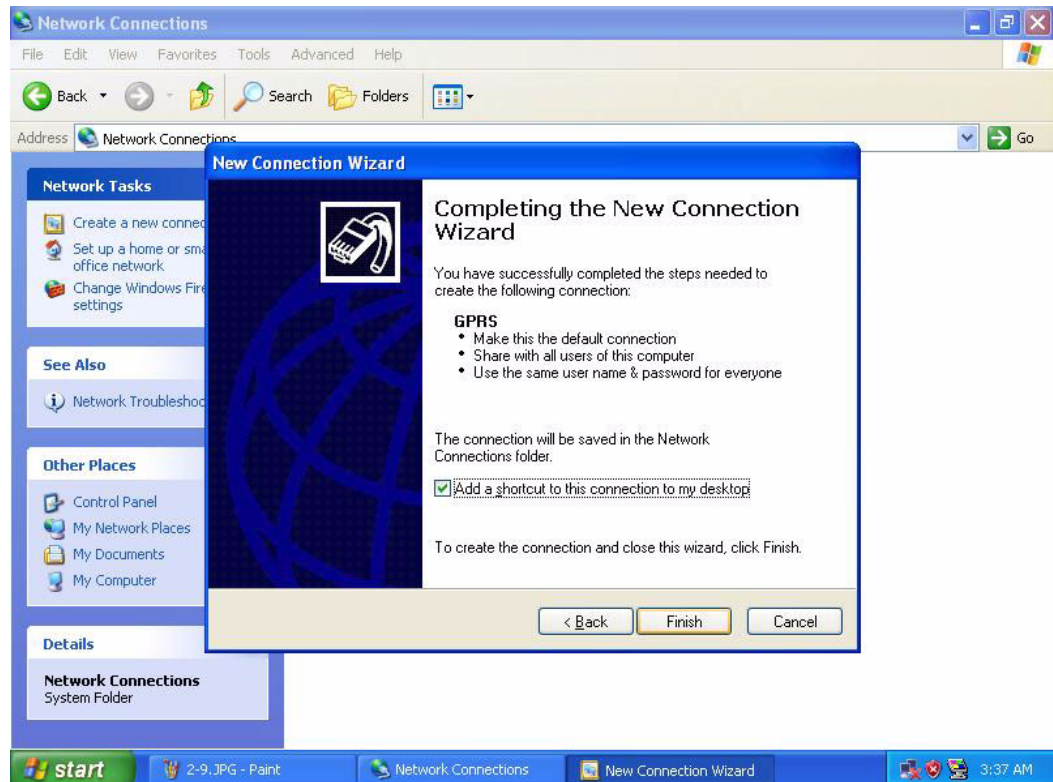 Network Connections
File Edit View Favorites Tools Advanced Help
Back Search Folders
Address Network Connections Go
Network Tasks
Create a new connec
Set up a home or sma
office network
Change Windows Fire
settings
See Also
Network Troubleshoo
Other Places
Control Panel
My Network Places
My Documents
My Computer
Details
Network Connections
System Folder
New Connection Wizard
Completing the New Connection
Wizard
You have successfully completed the steps needed to
create the following connection:
GPRS
• Make this the default connection
• Share with all users of this computer
• Use the same user name & password for everyone
The connection will be saved in the Network
Connections folder.
Add a shortcut to this connection to my desktop
To create the connection and close this wizard, click Finish.
< Back Finish Cancel
start 2-9.JPG - Paint Network Connections New Connection Wizard 3:37 AM